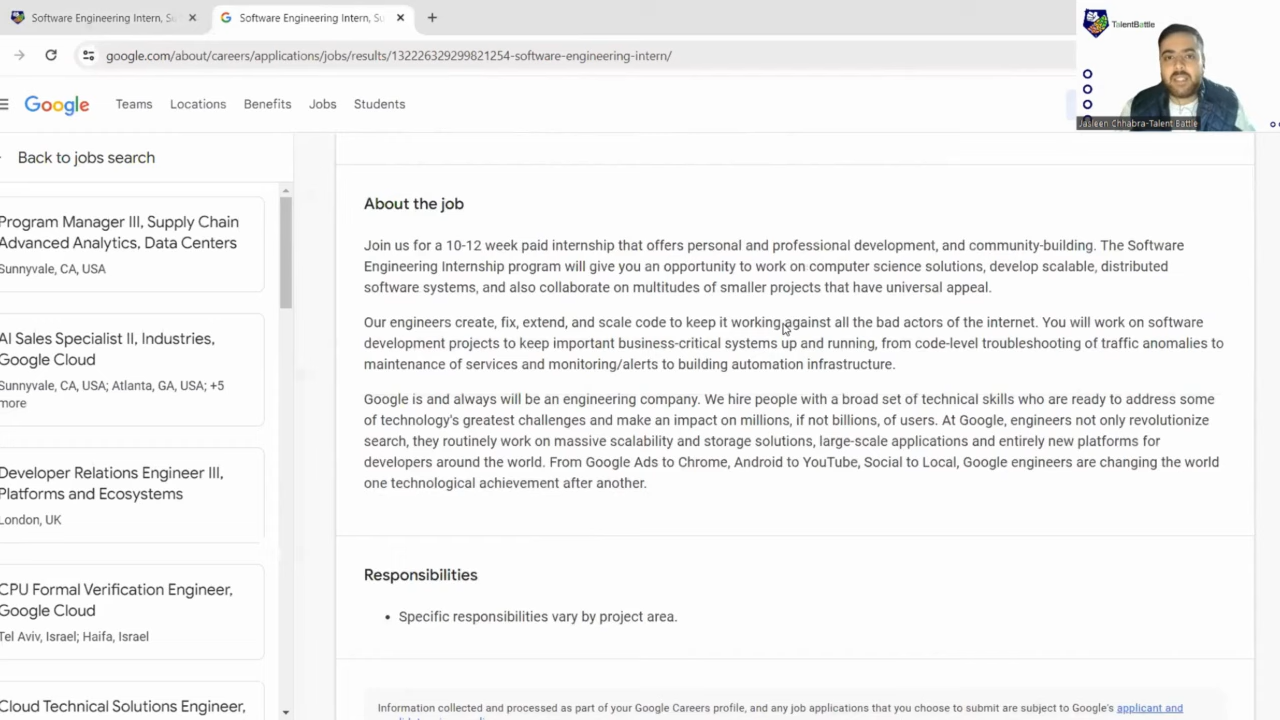 Software Engineering Intern, S
Software Engineering Intern, Su
google.com/about/careers/applications/jobs/results/132226329299821254-software-engineering-intern/
TalentBattle
Jasleen Chhabra-Talent Battle
Google
Teams
Locations
Benefits
Jobs
Students
Back to jobs search
Program Manager III, Supply Chain
Advanced Analytics, Data Centers
Sunnyvale, CA, USA
AI Sales Specialist II, Industries,
Google Cloud
Sunnyvale, CA, USA; Atlanta, GA, USA; +5
more
Developer Relations Engineer III,
Platforms and Ecosystems
London, UK
CPU Formal Verification Engineer,
Google Cloud
Tel Aviv, Israel; Haifa, Israel
Cloud Technical Solutions Engineer,
About the job
Join us for a 10-12 week paid internship that offers personal and professional development, and community-building. The Software
Engineering Internship program will give you an opportunity to work on computer science solutions, develop scalable, distributed
software systems, and also collaborate on multitudes of smaller projects that have universal appeal.
Our engineers create, fix, extend, and scale code to keep it working against all the bad actors of the internet. You will work on software
development projects to keep important business-critical systems up and running, from code-level troubleshooting of traffic anomalies to
maintenance of services and monitoring/alerts to building automation infrastructure.
Google is and always will be an engineering company. We hire people with a broad set of technical skills who are ready to address some
of technology's greatest challenges and make an impact on millions, if not billions, of users. At Google, engineers not only revolutionize
search, they routinely work on massive scalability and storage solutions, large-scale applications and entirely new platforms for
developers around the world. From Google Ads to Chrome, Android to YouTube, Social to Local, Google engineers are changing the world
one technological achievement after another.
Responsibilities
• Specific responsibilities vary by project area.
Information collected and processed as part of your Google Careers profile, and any job applications that you choose to submit are subject to Google's applicant and